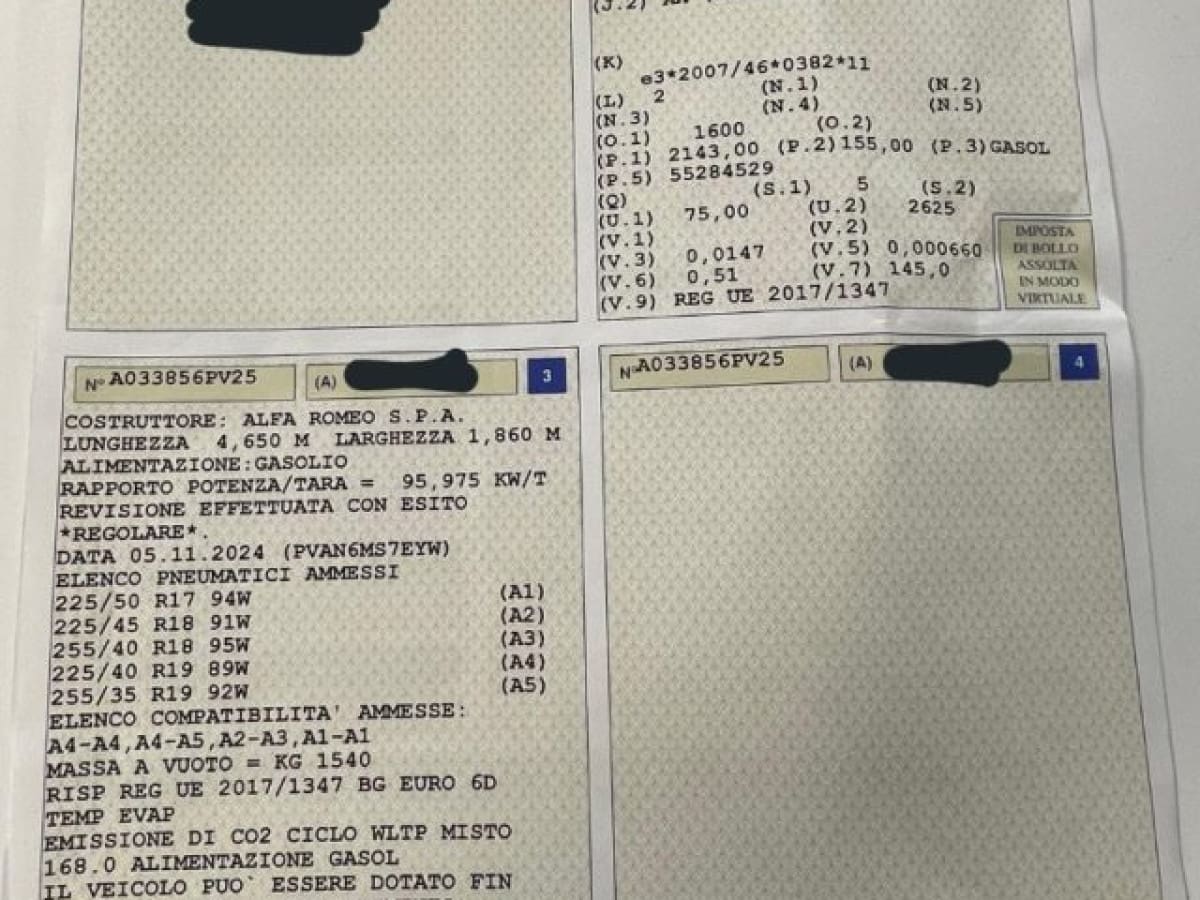 (J.2)
(K)
e3*2007/46*0382*11
(L) 2 (N.1) (N.2)
(N.3) (N.4) (N.5)
(O.1) 1600 (O.2)
(P.1) 2143,00 (P.2)155,00 (P.3)GASOL
(P.5) 55284529
(Q) (S.1) 5 (S.2)
(U.1) 75,00 (U.2) 2625
(V.1) (V.2)
(V.3) 0,0147 (V.5) 0,000660
(V.6) 0,51 (V.7) 145,0
(V.9) REG UE 2017/1347
IMPOSTA
DI BOLLO
ASSOLTA
IN MODO
VIRTUALE
N° A033856PV25 (A) 3
COSTRUTTORE: ALFA ROMEO S.P.A.
LUNGHEZZA 4,650 M LARGHEZZA 1,860 M
ALIMENTAZIONE:GASOLIO
RAPPORTO POTENZA/TARA = 95,975 KW/T
REVISIONE EFFETTUATA CON ESITO
*REGOLARE*.
DATA 05.11.2024 (PVAN6MS7EYW)
ELENCO PNEUMATICI AMMESSI
225/50 R17 94W (A1)
225/45 R18 91W (A2)
255/40 R18 95W (A3)
225/40 R19 89W (A4)
255/35 R19 92W (A5)
ELENCO COMPATIBILITA' AMMESSE:
A4-A4,A4-A5,A2-A3,A1-A1
MASSA A VUOTO = KG 1540
RISP REG UE 2017/1347 BG EURO 6D
TEMP EVAP
EMISSIONE DI CO2 CICLO WLTP MISTO
168.0 ALIMENTAZIONE GASOL
IL VEICOLO PUO` ESSERE DOTATO FIN
N° A033856PV25 (A) 4